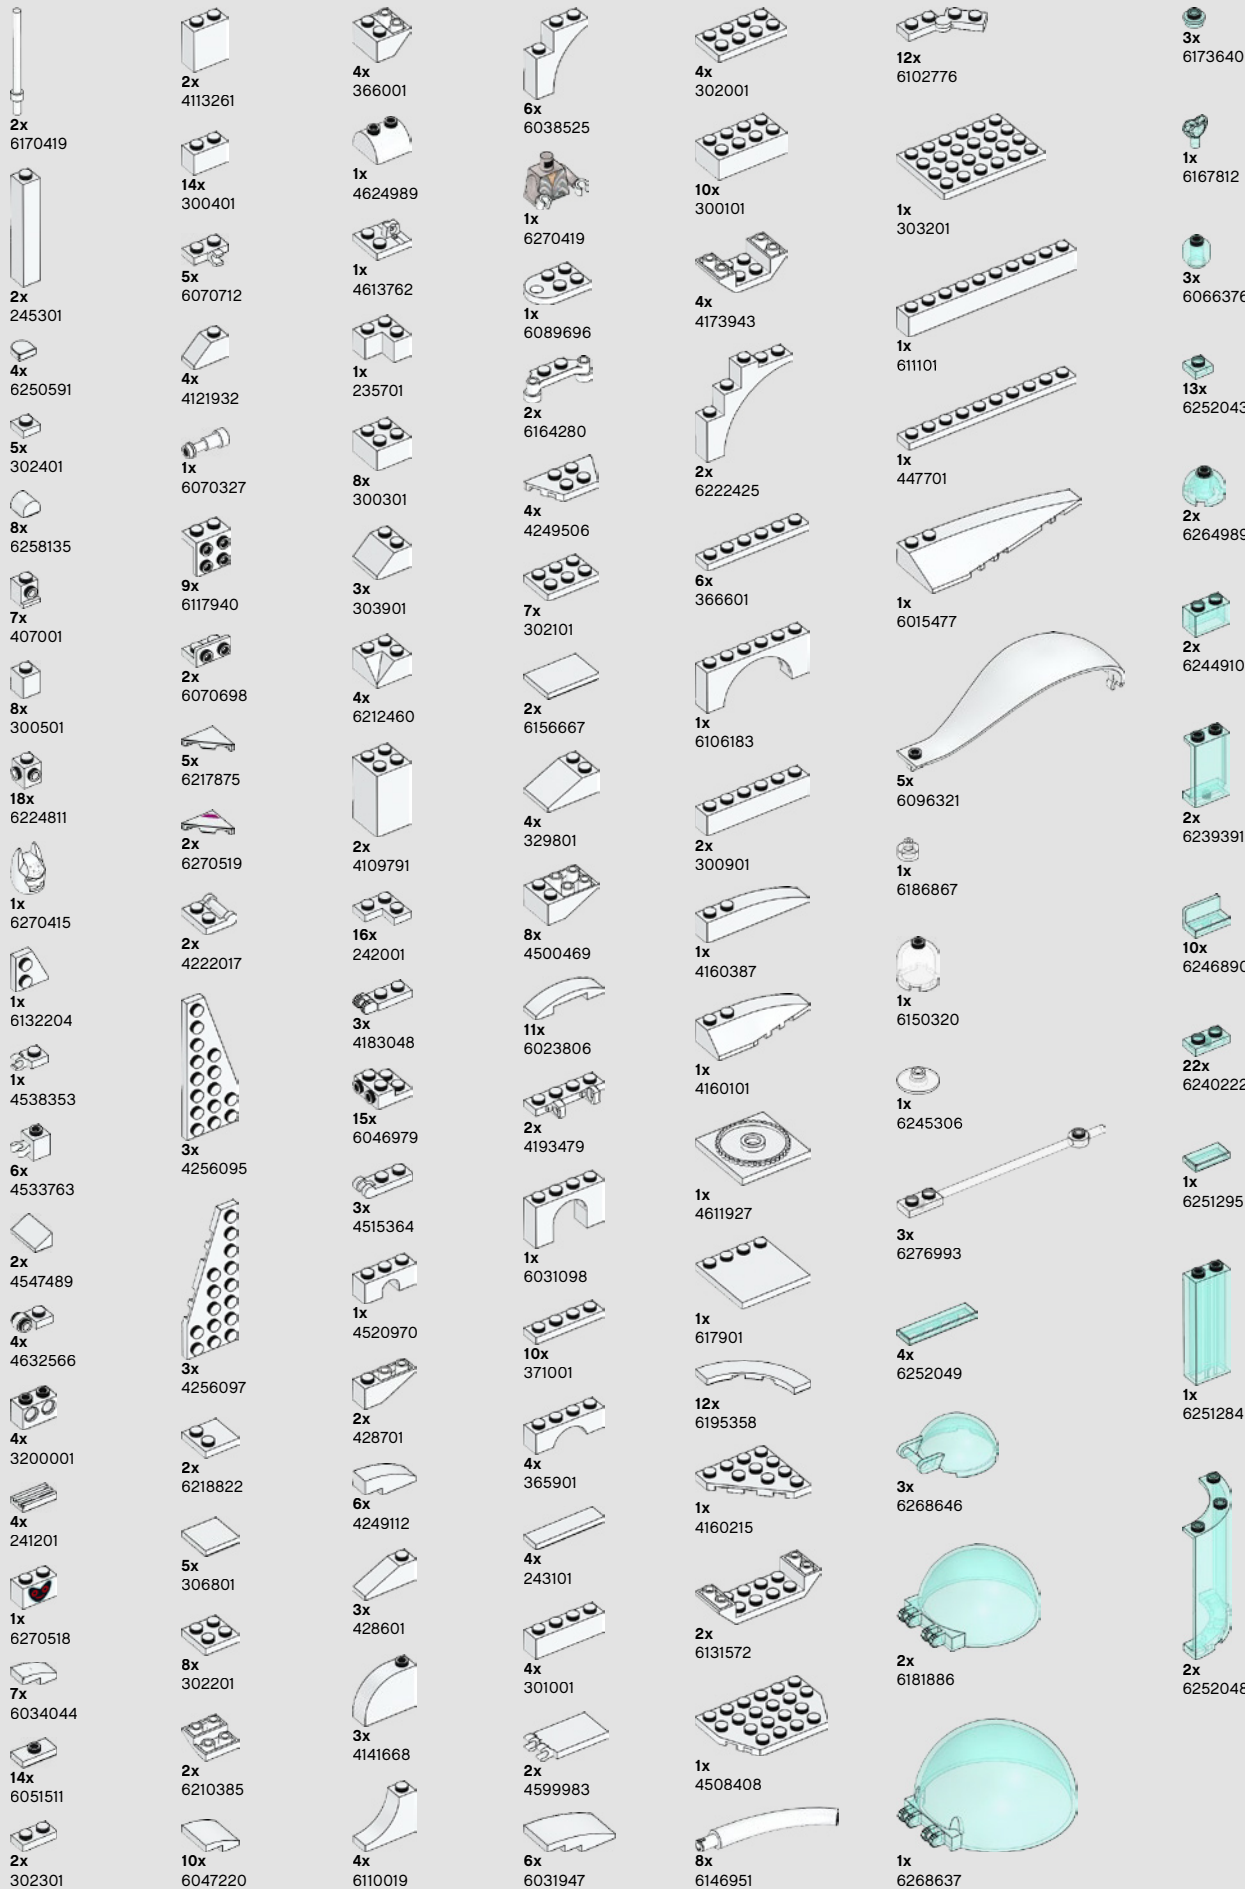 2x
6170419
2x
245301
4x
6250591
5x
302401
8x
6258135
7x
407001
8x
300501
18x
6224811
1x
6270415
1x
6132204
1x
4538353
6x
4533763
2x
4547489
4x
4632566
4x
3200001
4x
241201
1x
6270518
7x
6034044
14x
6051511
2x
302301
2x
4113261
14x
300401
5x
6070712
4x
4121932
1x
6070327
9x
6117940
2x
6070698
5x
6217875
2x
6270519
2x
4222017
3x
4256095
3x
4256097
2x
6218822
5x
306801
8x
302201
2x
6210385
10x
6047220
4x
366001
1x
4624989
1x
4613762
1x
235701
8x
300301
3x
303901
4x
6212460
2x
4109791
16x
242001
3x
4183048
15x
6046979
3x
4515364
1x
4520970
2x
428701
6x
4249112
3x
428601
3x
4141668
4x
6110019
6x
6038525
1x
6270419
1x
6089696
2x
6164280
4x
4249506
7x
302101
2x
6156667
4x
329801
8x
4500469
11x
6023806
2x
4193479
1x
6031098
10x
371001
4x
365901
4x
243101
4x
301001
2x
4599983
6x
6031947
4x
302001
10x
300101
4x
4173943
2x
6222425
6x
366601
1x
6106183
2x
300901
1x
4160387
1x
4160101
1x
4611927
1x
617901
12x
6195358
1x
4160215
2x
6131572
1x
4508408
8x
6146951
12x
6102776
1x
303201
1x
611101
1x
447701
1x
6015477
5x
6096321
1x
6186867
1x
6150320
1x
6245306
3x
6276993
4x
6252049
3x
6268646
2x
6181886
1x
6268637
3x
6173640
1x
6167812
3x
6066376
13x
6252043
2x
6264989
2x
6244910
2x
6239391
10x
6246890
22x
6240222
1x
6251295
1x
6251284
2x
6252048